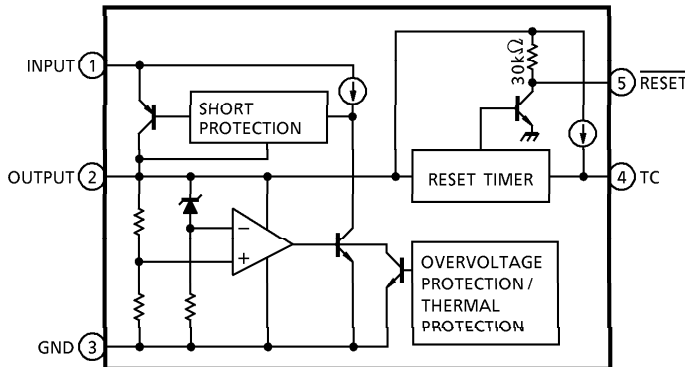 INPUT 1
SHORT
PROTECTION
30kΩ
5 RESET
OUTPUT 2
RESET TIMER
4 TC
−
+
OVERVOLTAGE
PROTECTION /
THERMAL
PROTECTION
GND 3